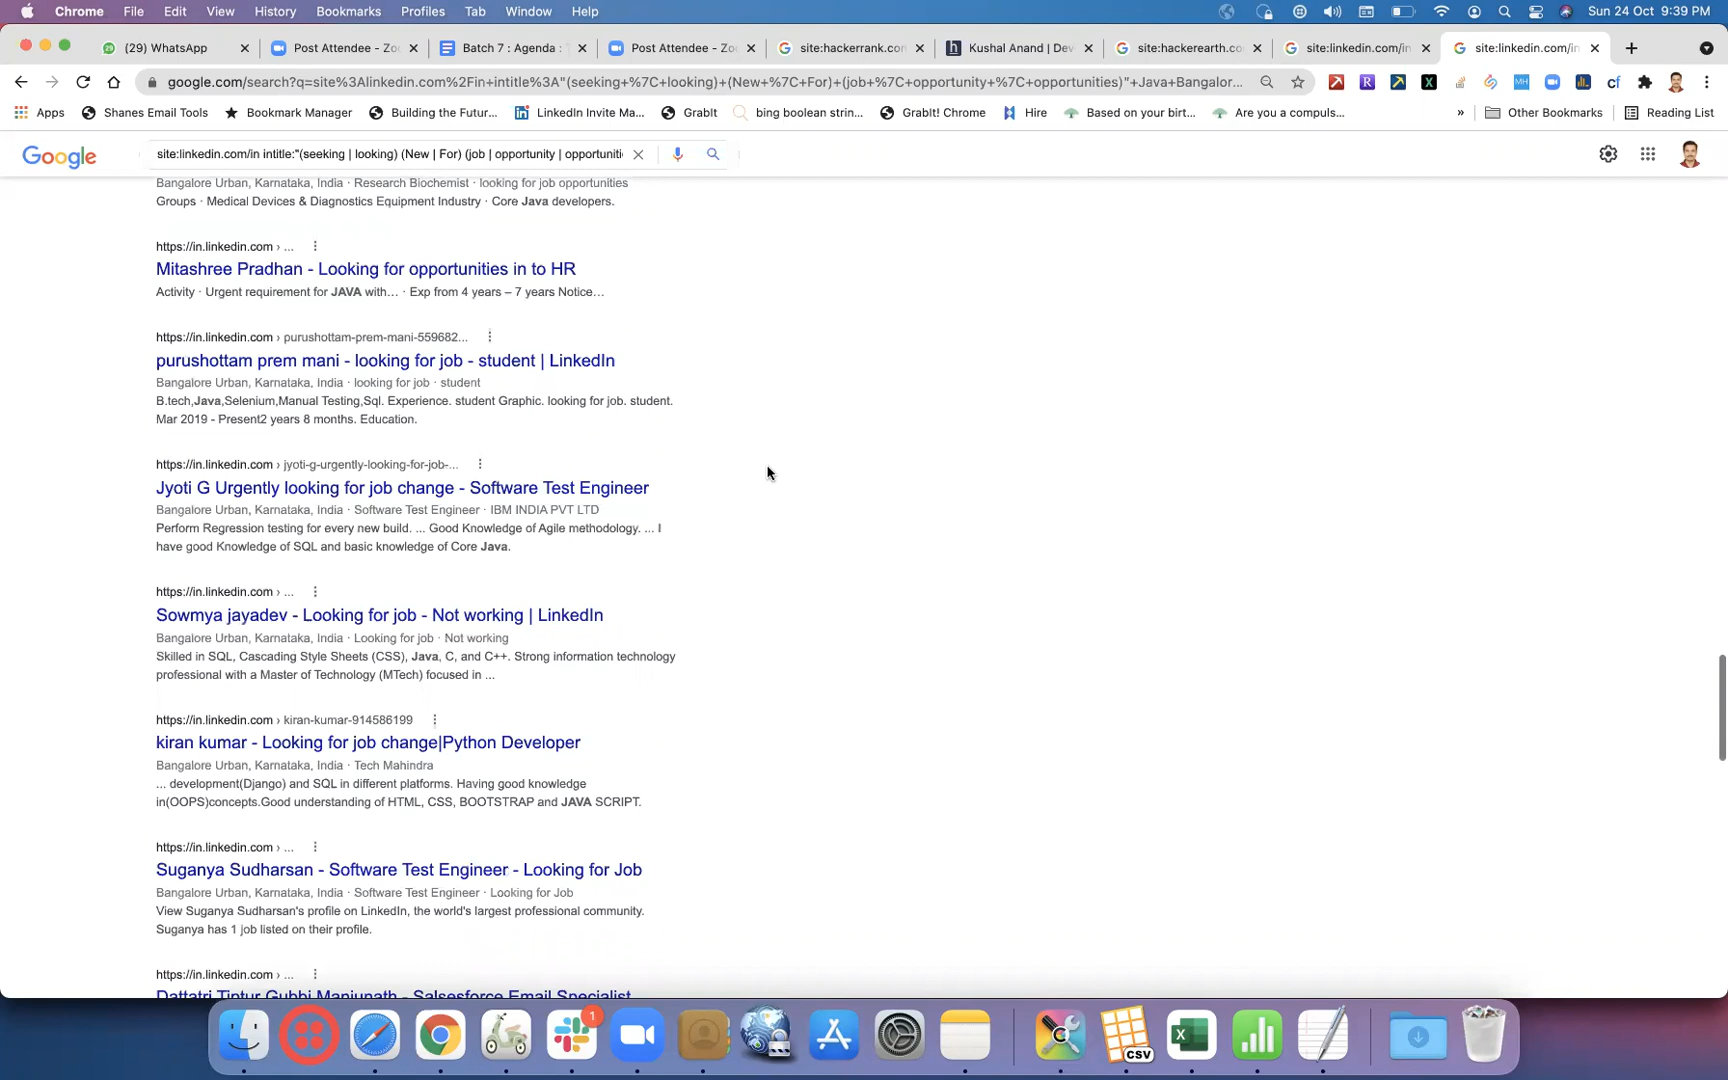 Chrome File Edit View History Bookmarks Profiles Tab Window Help Sun 24 Oct 9:39 PM
(29) WhatsApp Post Attendee - Zo Batch 7 : Agenda : Post Attendee - Zo site:hackerrank.co Kushal Anand | Dev site:hackerearth.co site:linkedin.com/in site:linkedin.com/in
google.com/search?q=site%3Alinkedin.com%2Fin+intitle%3A"(seeking+%7C+looking)+(New+%7C+For)+(job+%7C+opportunity+%7C+opportunities)"+Java+Bangalor...
Apps Shanes Email Tools Bookmark Manager Building the Futur... LinkedIn Invite Ma... GrabIt bing boolean strin... GrabIt! Chrome Hire Based on your birt... Are you a compuls... » Other Bookmarks Reading List
Google site:linkedin.com/in intitle:"(seeking | looking) (New | For) (job | opportunity | opportuniti
Bangalore Urban, Karnataka, India · Research Biochemist · looking for job opportunities
Groups · Medical Devices & Diagnostics Equipment Industry · Core Java developers.
https://in.linkedin.com › ...
Mitashree Pradhan - Looking for opportunities in to HR
Activity · Urgent requirement for JAVA with... · Exp from 4 years – 7 years Notice...
https://in.linkedin.com › purushottam-prem-mani-559682...
purushottam prem mani - looking for job - student | LinkedIn
Bangalore Urban, Karnataka, India · looking for job · student
B.tech,Java,Selenium,Manual Testing,Sql. Experience. student Graphic. looking for job. student.
Mar 2019 - Present2 years 8 months. Education.
https://in.linkedin.com › jyoti-g-urgently-looking-for-job-...
Jyoti G Urgently looking for job change - Software Test Engineer
Bangalore Urban, Karnataka, India · Software Test Engineer · IBM INDIA PVT LTD
Perform Regression testing for every new build. ... Good Knowledge of Agile methodology. ... I
have good Knowledge of SQL and basic knowledge of Core Java.
https://in.linkedin.com › ...
Sowmya jayadev - Looking for job - Not working | LinkedIn
Bangalore Urban, Karnataka, India · Looking for job · Not working
Skilled in SQL, Cascading Style Sheets (CSS), Java, C, and C++. Strong information technology
professional with a Master of Technology (MTech) focused in ...
https://in.linkedin.com › kiran-kumar-914586199
kiran kumar - Looking for job change|Python Developer
Bangalore Urban, Karnataka, India · Tech Mahindra
... development(Django) and SQL in different platforms. Having good knowledge
in(OOPS)concepts.Good understanding of HTML, CSS, BOOTSTRAP and JAVA SCRIPT.
https://in.linkedin.com › ...
Suganya Sudharsan - Software Test Engineer - Looking for Job
Bangalore Urban, Karnataka, India · Software Test Engineer · Looking for Job
View Suganya Sudharsan's profile on LinkedIn, the world's largest professional community.
Suganya has 1 job listed on their profile.
https://in.linkedin.com › ...
Dattatri Tiptur Gubbi Manjunath - Salsesforce Email Specialist
1
CSV